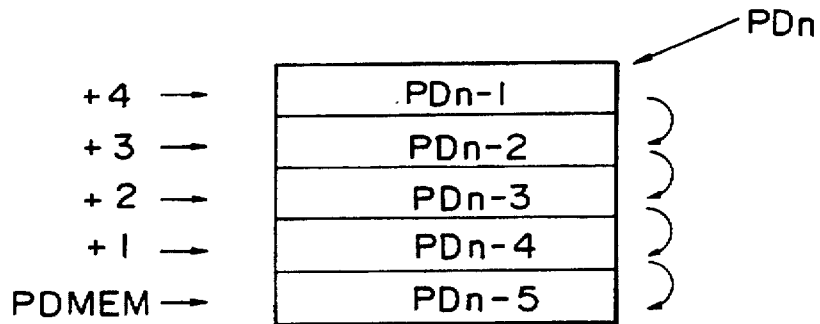 PDn
+4 PDn-1
+3 PDn-2
+2 PDn-3
+1 PDn-4
PDMEM PDn-5